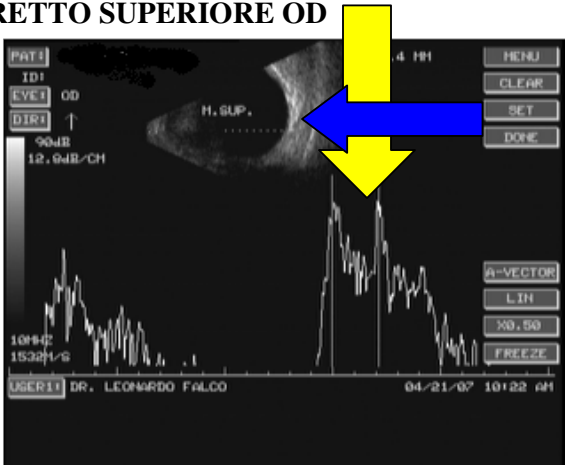 RETTO SUPERIORE OD
PAT:
.4 MM
MENU
ID:
CLEAR
EYE: OD
M.SUP.
SET
DIR: ↑
DONE
90dB
12.0dB/CM
A-VECTOR
LIN
X0.50
10MHZ
1532M/S
FREEZE
USER1: DR. LEONARDO FALCO 04/21/07 10:22 AM